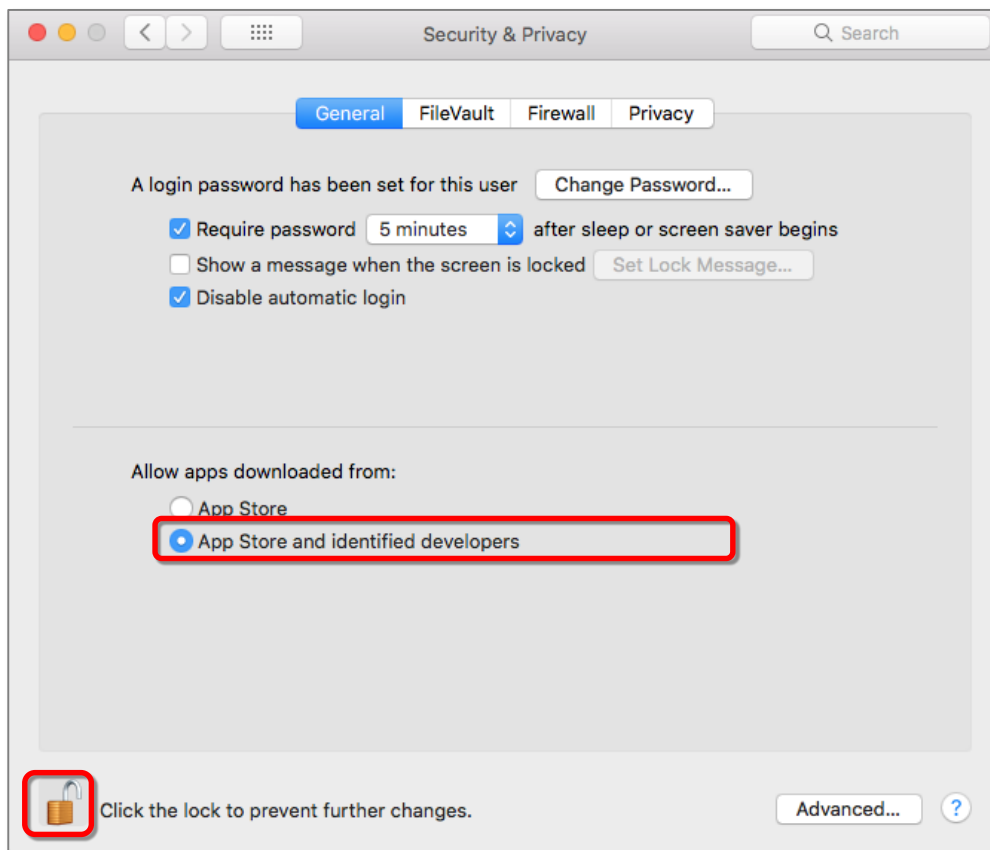 Security & Privacy
Search
General FileVault Firewall Privacy
A login password has been set for this user Change Password...
Require password 5 minutes after sleep or screen saver begins
Show a message when the screen is locked Set Lock Message...
Disable automatic login
Allow apps downloaded from:
App Store
App Store and identified developers
Click the lock to prevent further changes.
Advanced... ?